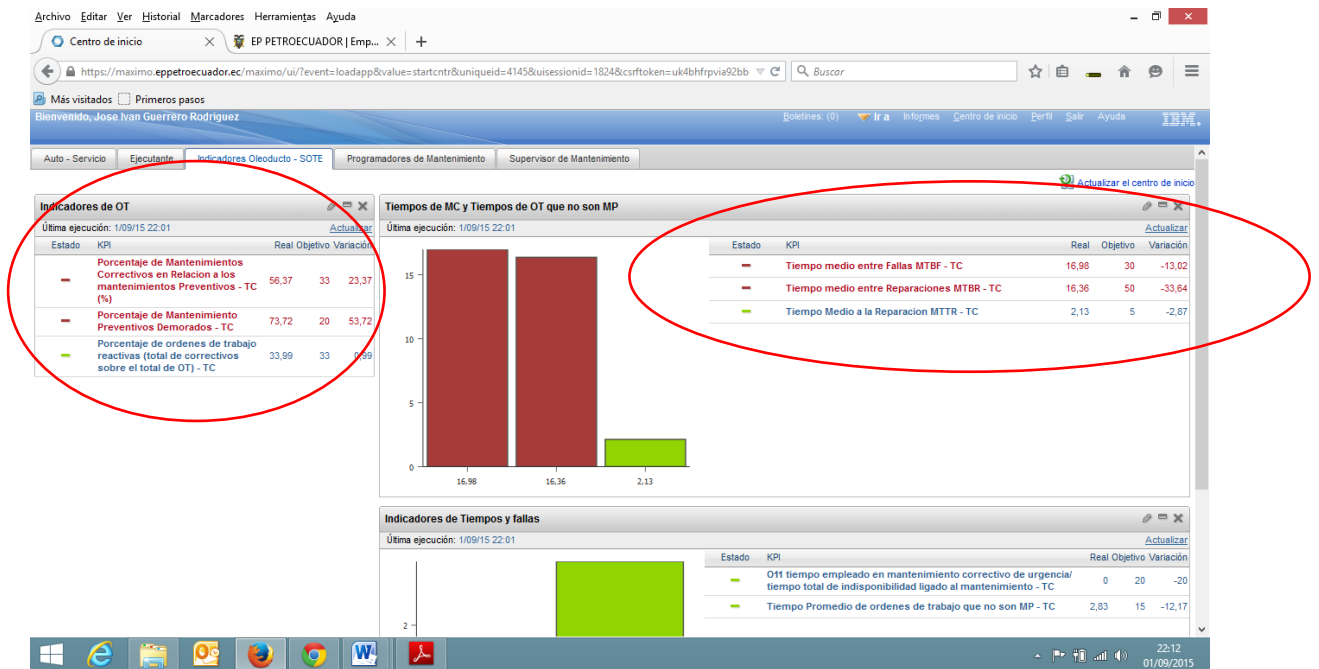 Archivo Editar Ver Historial Marcadores Herramientas Ayuda
Centro de inicio
EP PETROECUADOR | Emp...
https://maximo.eppetroecuador.ec/maximo/ui/?event=loadapp&value=startcntr&uniqueid=4145&uisessionid=1824&csrftoken=uk4bhfrpvia92bb
Buscar
Más visitados Primeros pasos
Bienvenido, Jose Ivan Guerrero Rodriguez
Boletines: (0) Ir a Informes Centro de inicio Perfil Salir Ayuda IBM.
Auto - Servicio Ejecutante Indicadores Oleoducto - SOTE Programadores de Mantenimiento Supervisor de Mantenimiento
Actualizar el centro de inicio
Indicadores de OT
Última ejecución: 1/09/15 22:01 Actualizar
Estado KPI Real Objetivo Variación
Porcentaje de Mantenimientos
Correctivos en Relacion a los
mantenimientos Preventivos - TC
(%)
56,37 33 23,37
Porcentaje de Mantenimiento
Preventivos Demorados - TC
73,72 20 53,72
Porcentaje de ordenes de trabajo
reactivas (total de correctivos
sobre el total de OT) - TC
33,99 33 0,99
Tiempos de MC y Tiempos de OT que no son MP
Última ejecución: 1/09/15 22:01 Actualizar
15
10
5
0
16,98 16,36 2,13
Estado KPI Real Objetivo Variación
Tiempo medio entre Fallas MTBF - TC 16,98 30 -13,02
Tiempo medio entre Reparaciones MTBR - TC 16,36 50 -33,64
Tiempo Medio a la Reparacion MTTR - TC 2,13 5 -2,87
Indicadores de Tiempos y fallas
Última ejecución: 1/09/15 22:01 Actualizar
2
Estado KPI Real Objetivo Variación
O11 tiempo empleado en mantenimiento correctivo de urgencia/
tiempo total de indisponibilidad ligado al mantenimiento - TC
0 20 -20
Tiempo Promedio de ordenes de trabajo que no son MP - TC 2,83 15 -12,17
22:12
01/09/2015